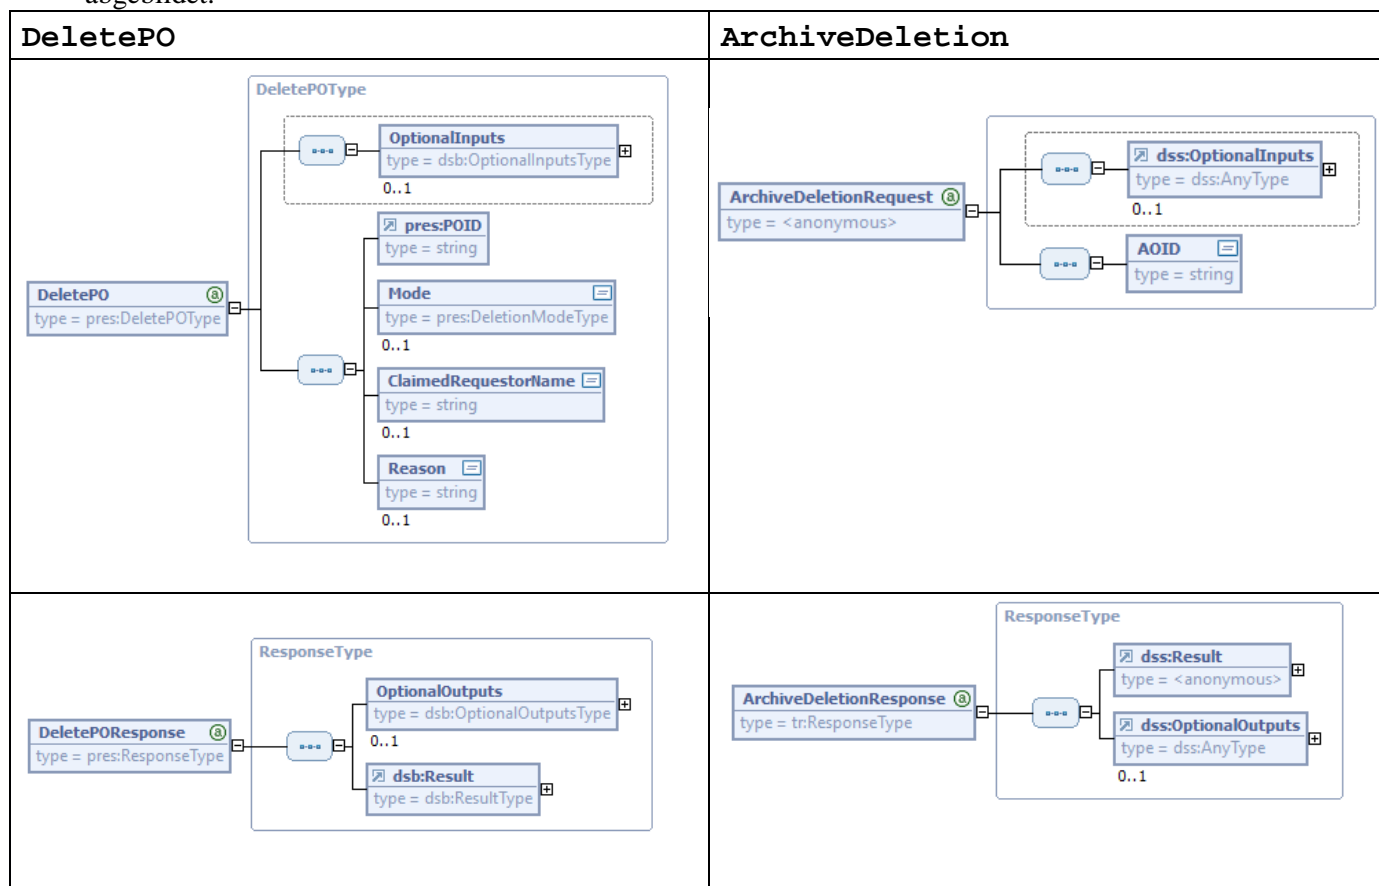 abgebildet.
DeletePO
ArchiveDeletion
DeletePOType
OptionalInputs
type = dsb:OptionalInputsType
0..1
pres:POID
type = string
Mode
type = pres:DeletionModeType
0..1
ClaimedRequestorName
type = string
0..1
Reason
type = string
0..1
DeletePO
type = pres:DeletePOType
dss:OptionalInputs
type = dss:AnyType
0..1
ArchiveDeletionRequest
type = <anonymous>
AOID
type = string
ResponseType
OptionalOutputs
type = dsb:OptionalOutputsType
0..1
DeletePOResponse
type = pres:ResponseType
dsb:Result
type = dsb:ResultType
ResponseType
dss:Result
type = <anonymous>
ArchiveDeletionResponse
type = tr:ResponseType
dss:OptionalOutputs
type = dss:AnyType
0..1